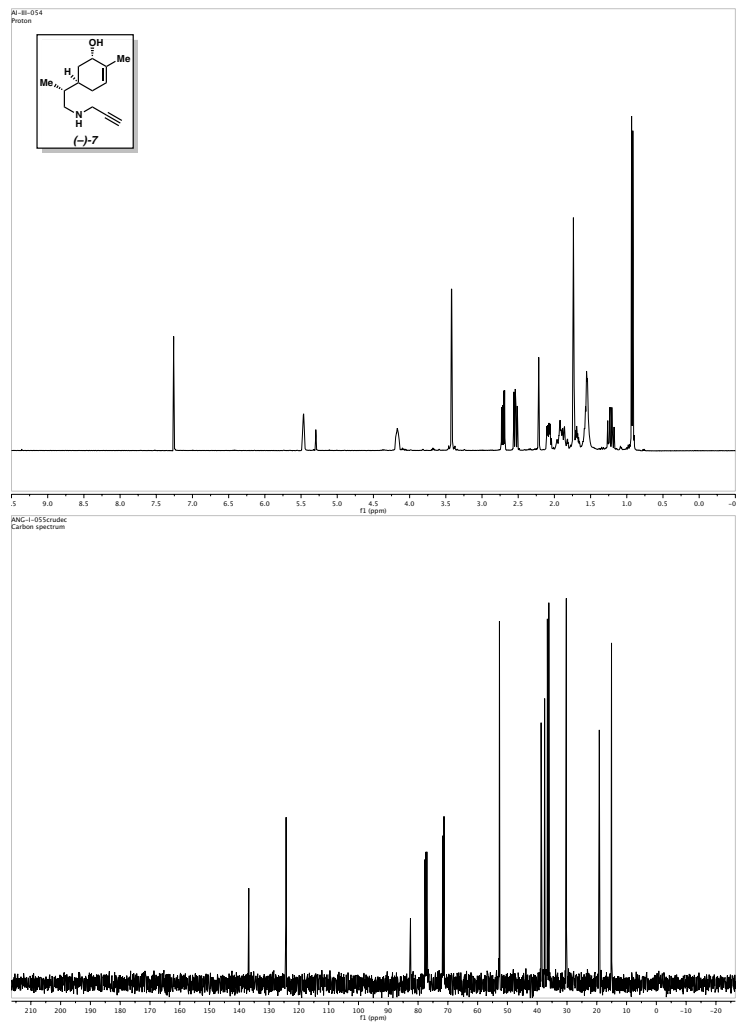 AI-III-054
Proton
OH
Me
H
Me
N
H
(–)-7
9.5 9.0 8.5 8.0 7.5 7.0 6.5 6.0 5.5 5.0 4.5 4.0 3.5 3.0 2.5 2.0 1.5 1.0 0.5 0.0
f1 (ppm)
ANG-I-055crudec
Carbon spectrum
210 200 190 180 170 160 150 140 130 120 110 100 90 80 70 60 50 40 30 20 10 0 -10 -20
f1 (ppm)